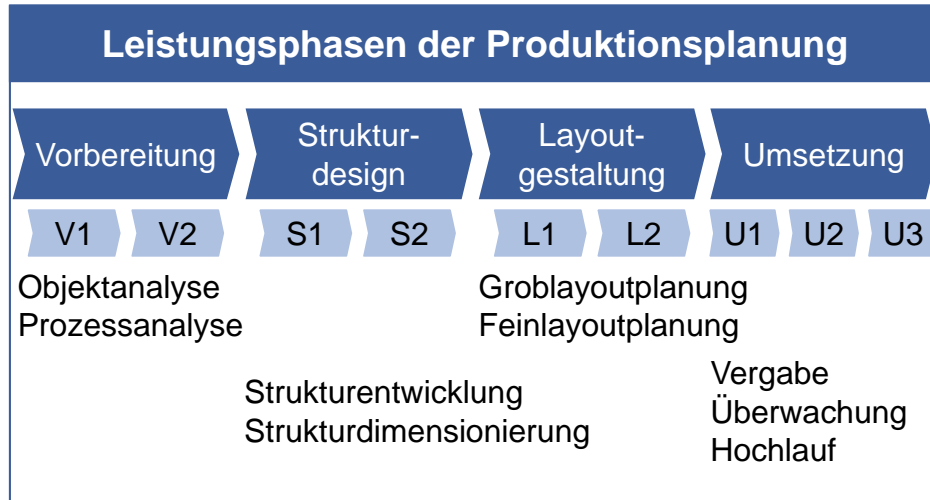 Leistungsphasen der Produktionsplanung
Vorbereitung
Struktur-
design
Layout-
gestaltung
Umsetzung
V1
V2
S1
S2
L1
L2
U1
U2
U3
Objektanalyse
Prozessanalyse
Groblayoutplanung
Feinlayoutplanung
Strukturentwicklung
Strukturdimensionierung
Vergabe
Überwachung
Hochlauf